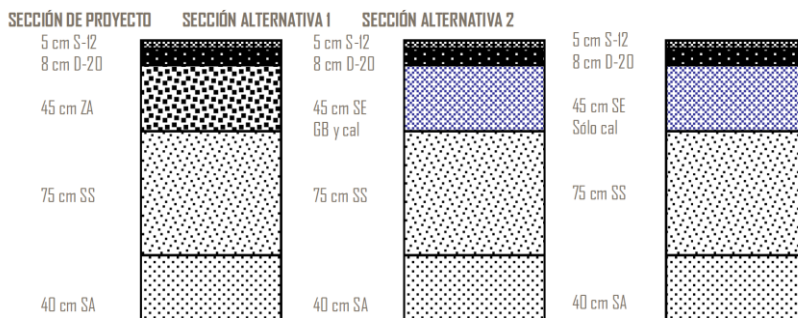 SECCIÓN DE PROYECTO SECCIÓN ALTERNATIVA 1 SECCIÓN ALTERNATIVA 2
5 cm S-12
8 cm D-20
45 cm ZA
75 cm SS
40 cm SA
5 cm S-12
8 cm D-20
45 cm SE
GB y cal
75 cm SS
40 cm SA
5 cm S-12
8 cm D-20
45 cm SE
Sólo cal
75 cm SS
40 cm SA